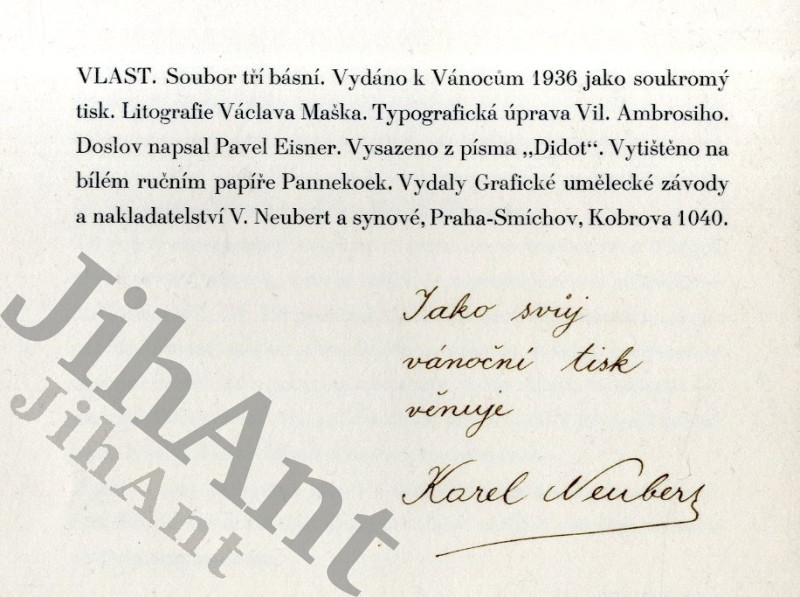 VLAST. Soubor tří básní. Vydáno k Vánocům 1936 jako soukromý
tisk. Litografie Václava Maška. Typografická úprava Vil. Ambrosiho.
Doslov napsal Pavel Eisner. Vysazeno z písma „Didot“. Vytištěno na
bílém ručním papíře Pannekoek. Vydaly Grafické umělecké závody
a nakladatelství V. Neubert a synové, Praha-Smíchov, Kobrova 1040.
Jako svůj
vánoční tisk
věnuje
Karel Neubert
JihAnt
JihAnt